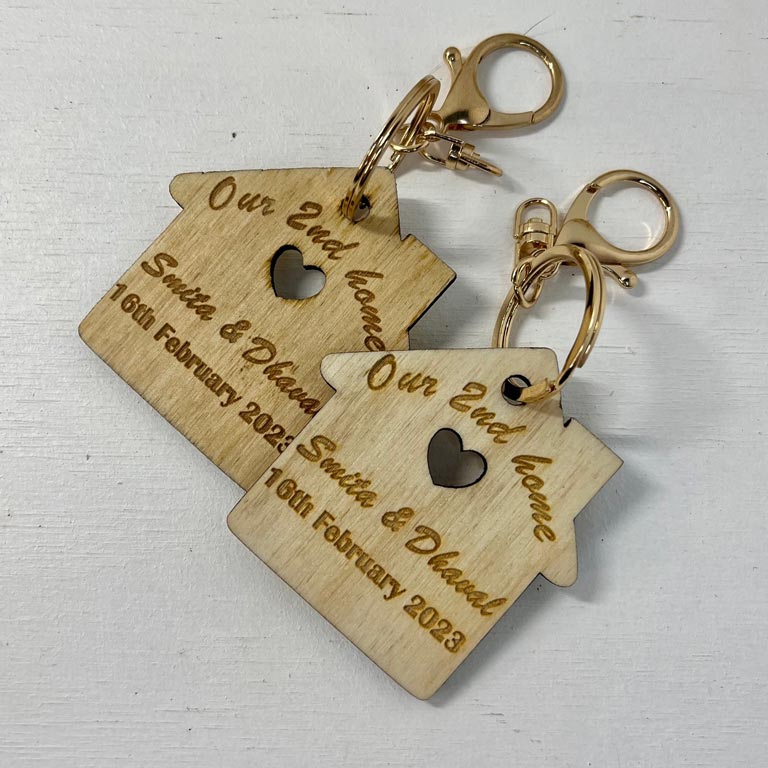 Our 2nd home
Smita & Dhaval
16th February 2023
Our 2nd home
Smita & Dhaval
16th February 2023